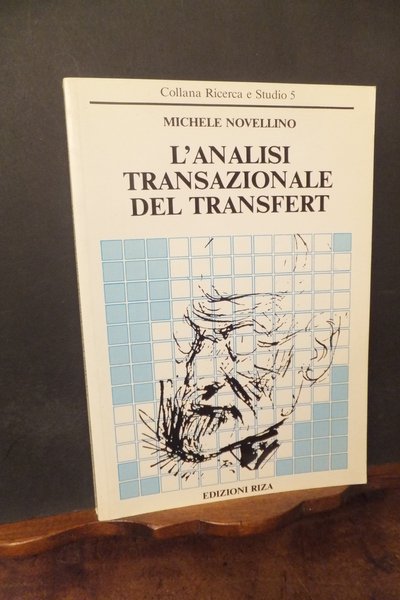 Collana Ricerca e Studio 5
MICHELE NOVELLINO
L'ANALISI
TRANSAZIONALE
DEL TRANSFERT
EDIZIONI RIZA